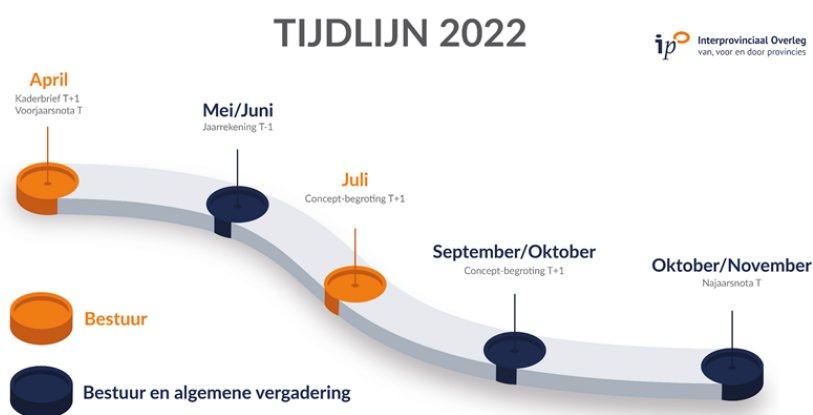 TIJDLIJN 2022
ip
Interprovinciaal Overleg
van, voor en door provincies
April
Kaderbrief T+1
Voorjaarsnota T
Mei/Juni
Jaarrekening T-1
Juli
Concept-begroting T+1
September/Oktober
Concept-begroting T+1
Oktober/November
Najaarsnota T
Bestuur
Bestuur en algemene vergadering